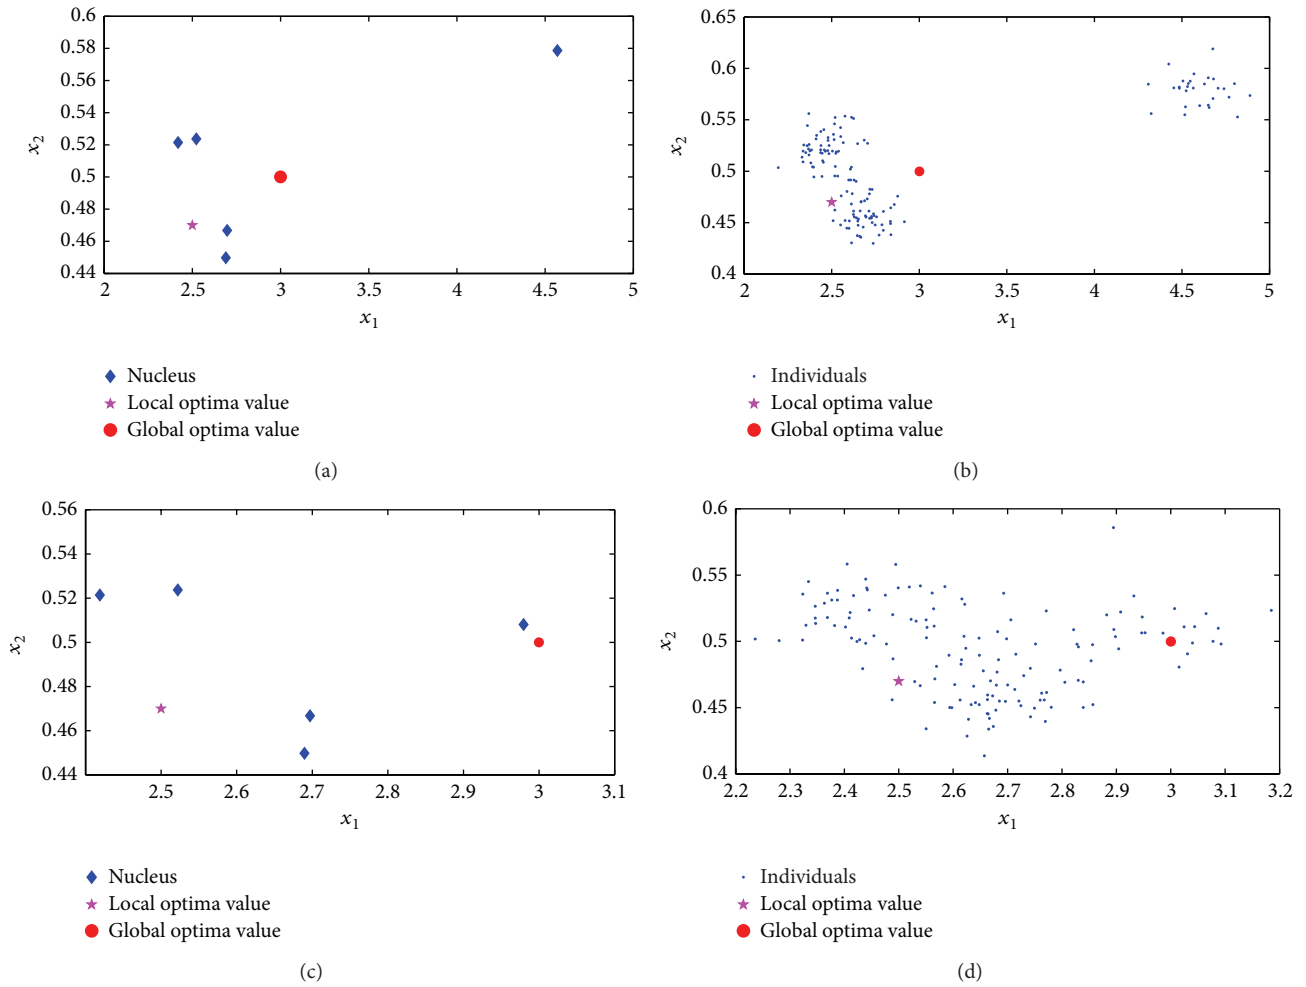 0.6
0.58
0.56
0.54
0.52
0.5
0.48
0.46
0.44
x2
2 2.5 3 3.5 4 4.5 5
x1
Nucleus
Local optima value
Global optima value
(a)
0.65
0.6
0.55
0.5
0.45
0.4
x2
2 2.5 3 3.5 4 4.5 5
x1
Individuals
Local optima value
Global optima value
(b)
0.56
0.54
0.52
0.5
0.48
0.46
0.44
x2
2.5 2.6 2.7 2.8 2.9 3 3.1
x1
Nucleus
Local optima value
Global optima value
(c)
0.6
0.55
0.5
0.45
0.4
x2
2.2 2.3 2.4 2.5 2.6 2.7 2.8 2.9 3 3.1 3.2
x1
Individuals
Local optima value
Global optima value
(d)